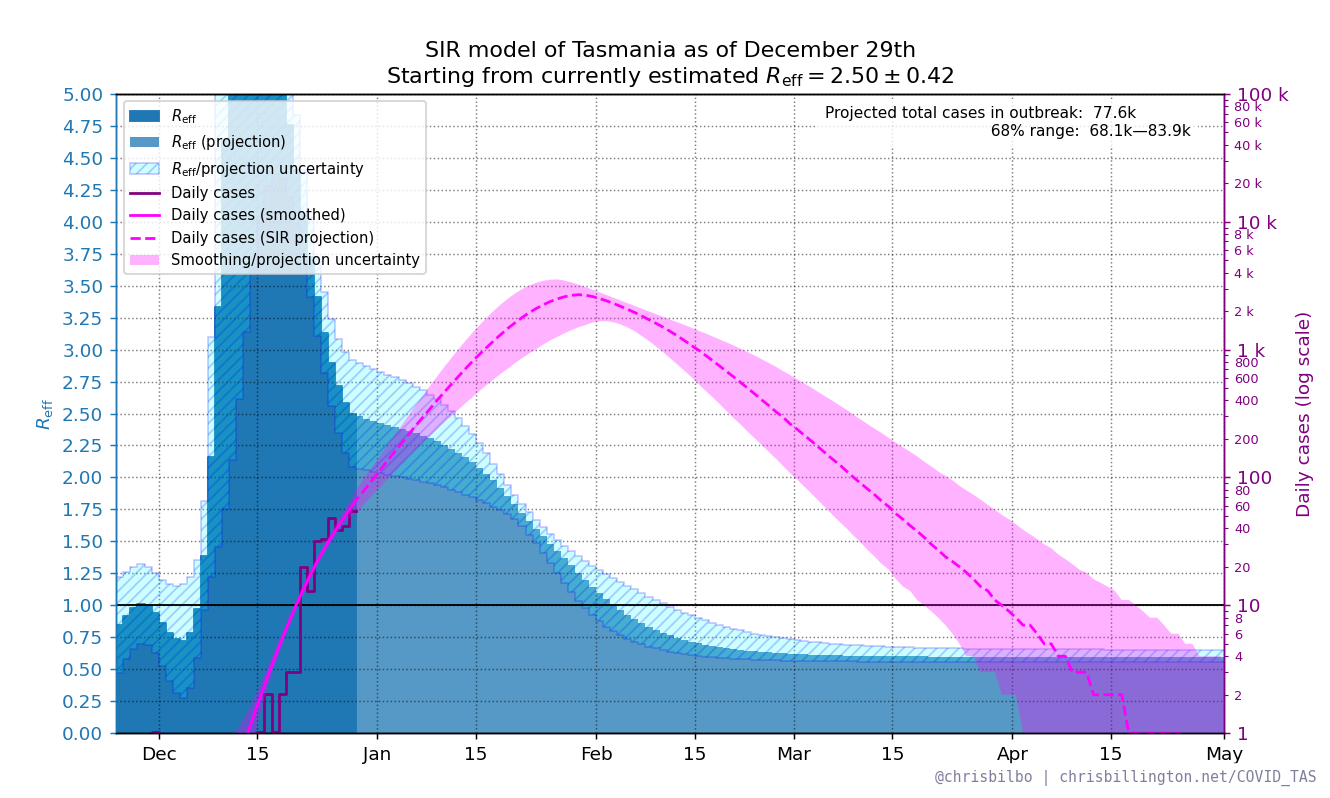 SIR model of Tasmania as of December 29th
Starting from currently estimated R_eff = 2.50 ± 0.42
Projected total cases in outbreak: 77.6k
68% range: 68.1k—83.9k
R_eff
R_eff (projection)
R_eff/projection uncertainty
Daily cases
Daily cases (smoothed)
Daily cases (SIR projection)
Smoothing/projection uncertainty
R_eff
5.00
4.75
4.50
4.25
4.00
3.75
3.50
3.25
3.00
2.75
2.50
2.25
2.00
1.75
1.50
1.25
1.00
0.75
0.50
0.25
0.00
100 k
80 k
60 k
40 k
20 k
10 k
8 k
6 k
4 k
2 k
1 k
800
600
400
200
100
80
60
40
20
10
8
6
4
2
1
Daily cases (log scale)
Dec 15 Jan 15 Feb 15 Mar 15 Apr 15 May
@chrisbilbo | chrisbillington.net/COVID_TAS